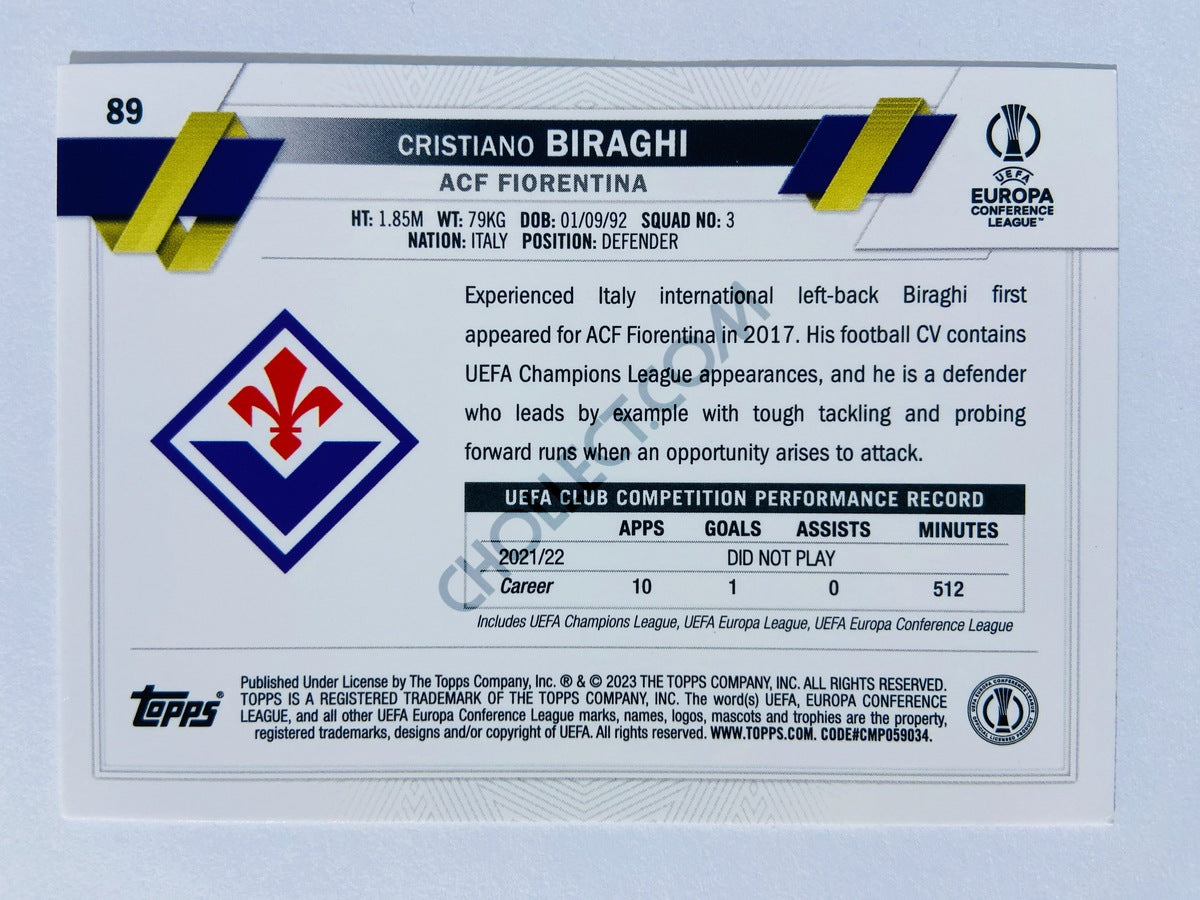 89
CRISTIANO BIRAGHI
ACF FIORENTINA
HT: 1.85M WT: 79KG DOB: 01/09/92 SQUAD NO: 3
NATION: ITALY POSITION: DEFENDER
UEFA
EUROPA
CONFERENCE
LEAGUE™
Experienced Italy international left-back Biraghi first
appeared for ACF Fiorentina in 2017. His football CV contains
UEFA Champions League appearances, and he is a defender
who leads by example with tough tackling and probing
forward runs when an opportunity arises to attack.
CHOLLECT.COM
UEFA CLUB COMPETITION PERFORMANCE RECORD
APPS GOALS ASSISTS MINUTES
2021/22 DID NOT PLAY
Career 10 1 0 512
Includes UEFA Champions League, UEFA Europa League, UEFA Europa Conference League
topps®
Published Under License by The Topps Company, Inc. ® & © 2023 THE TOPPS COMPANY, INC. ALL RIGHTS RESERVED.
TOPPS IS A REGISTERED TRADEMARK OF THE TOPPS COMPANY, INC. The word(s) UEFA, EUROPA CONFERENCE
LEAGUE, and all other UEFA Europa Conference League marks, names, logos, mascots and trophies are the property,
registered trademarks, designs and/or copyright of UEFA. All rights reserved. WWW.TOPPS.COM. CODE#CMP059034.
UEFA EUROPA CONFERENCE LEAGUE
OFFICIAL LICENSED PRODUCT